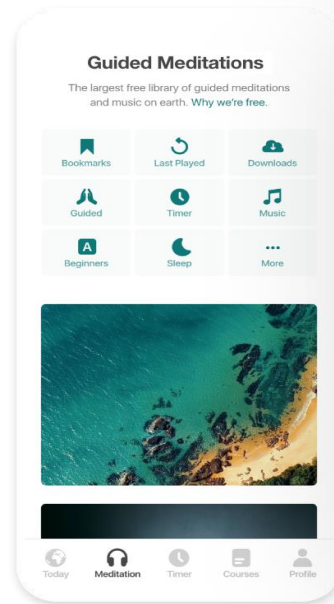 Guided Meditations
The largest free library of guided meditations
and music on earth. Why we're free.
Bookmarks Last Played Downloads
Guided Timer Music
A
Beginners Sleep More
Today Meditation Timer Courses Profile